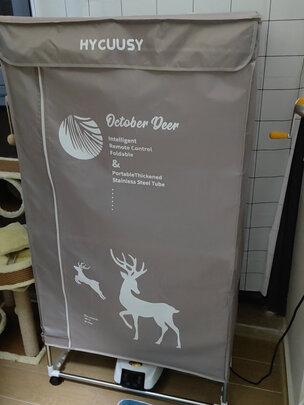 HYCUUSY
October Deer
Intelligent
Remote Control
Foldable
&
PortableThickened
Stainless Steel Tube